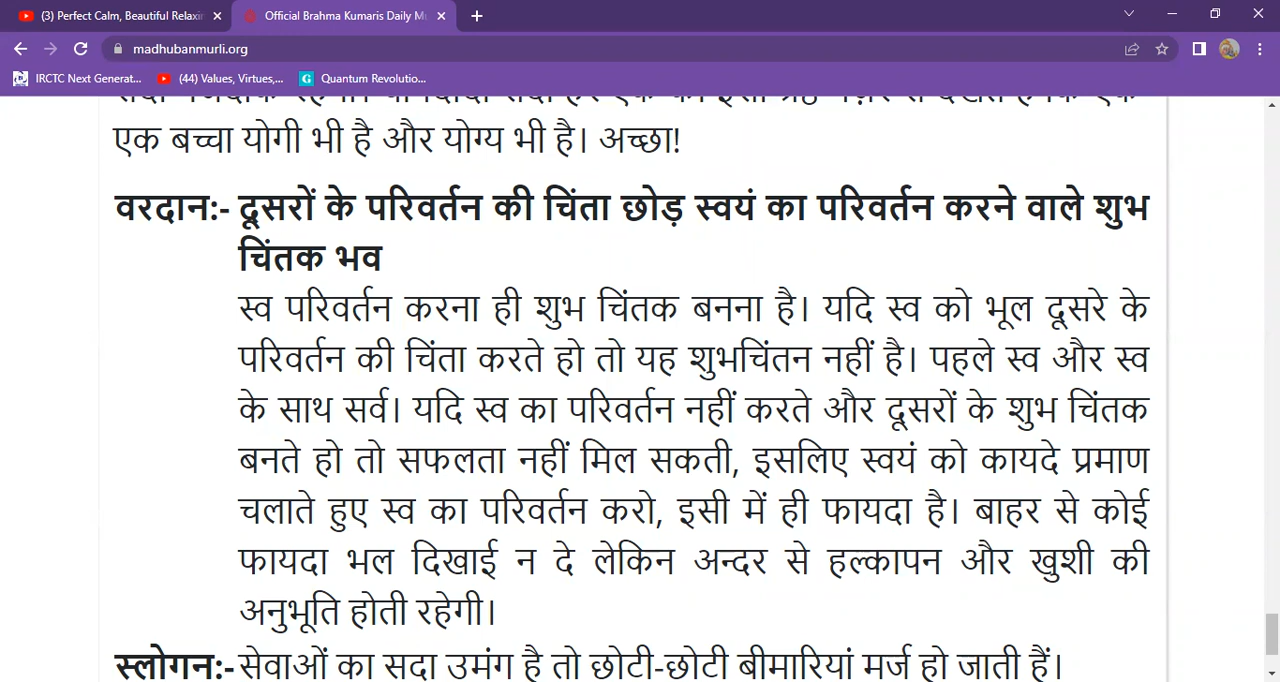 (3) Perfect Calm, Beautiful Relaxin
Official Brahma Kumaris Daily Mu
madhubanmurli.org
IRCTC Next Generat...
(44) Values, Virtues,...
Quantum Revolutio...
एक बच्चा योगी भी है और योग्य भी है। अच्छा!
वरदान:- दूसरों के परिवर्तन की चिंता छोड़ स्वयं का परिवर्तन करने वाले शुभ
चिंतक भव
स्व परिवर्तन करना ही शुभ चिंतक बनना है। यदि स्व को भूल दूसरे के
परिवर्तन की चिंता करते हो तो यह शुभचिंतन नहीं है। पहले स्व और स्व
के साथ सर्व। यदि स्व का परिवर्तन नहीं करते और दूसरों के शुभ चिंतक
बनते हो तो सफलता नहीं मिल सकती, इसलिए स्वयं को कायदे प्रमाण
चलाते हुए स्व का परिवर्तन करो, इसी में ही फायदा है। बाहर से कोई
फायदा भल दिखाई न दे लेकिन अन्दर से हल्कापन और खुशी की
अनुभूति होती रहेगी।
स्लोगन:- सेवाओं का सदा उमंग है तो छोटी-छोटी बीमारियां मर्ज हो जाती हैं।